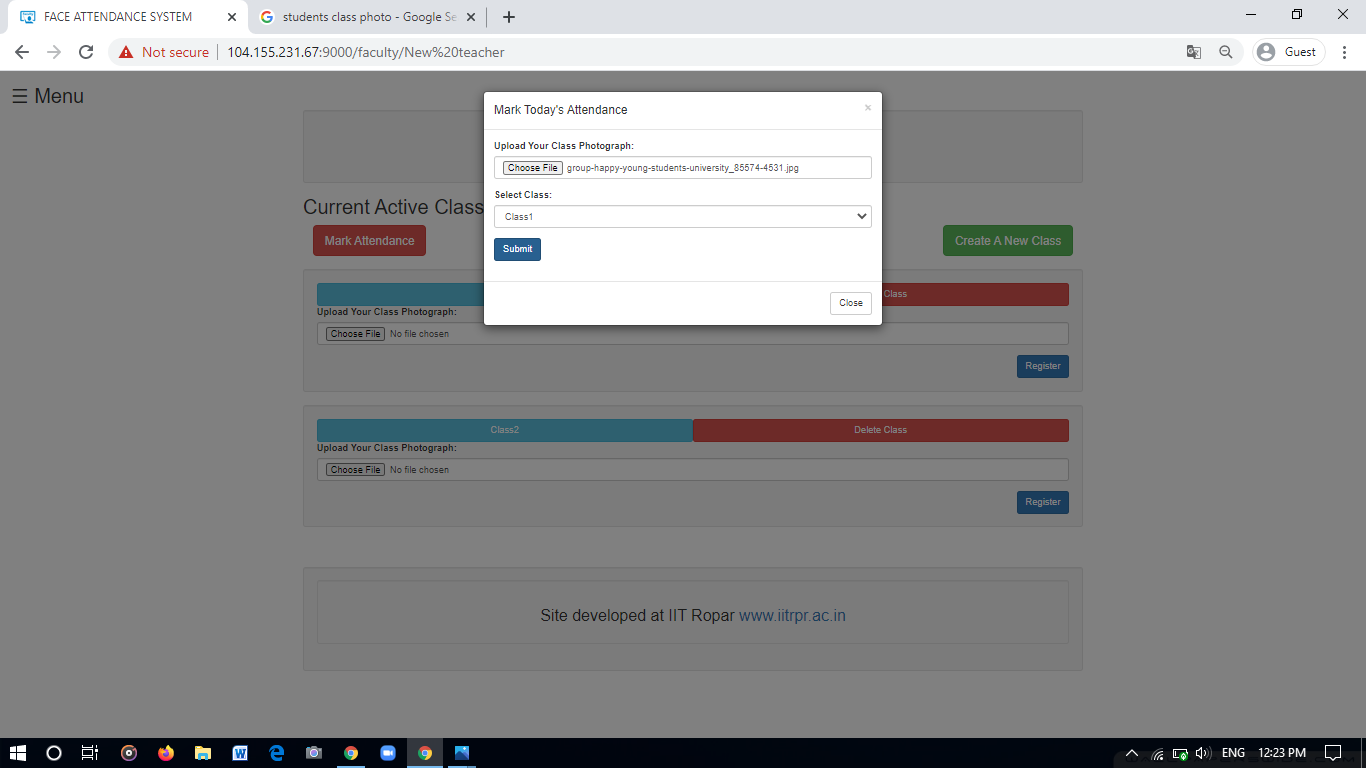 FACE ATTENDANCE SYSTEM
students class photo - Google Se
Not secure
104.155.231.67:9000/faculty/New%20teacher
Guest
☰ Menu
Mark Today's Attendance
×
Upload Your Class Photograph:
Choose File group-happy-young-students-university_85574-4531.jpg
Select Class:
Class1
Submit
Close
Current Active Class
Mark Attendance
Create A New Class
Class
Upload Your Class Photograph:
Choose File No file chosen
Register
Class2
Delete Class
Upload Your Class Photograph:
Choose File No file chosen
Register
Site developed at IIT Ropar www.iitrpr.ac.in
ENG
12:23 PM